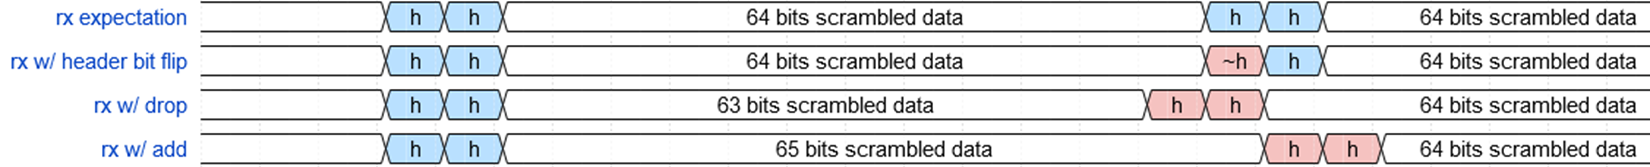 rx expectation h h 64 bits scrambled data h h 64 bits scrambled data
rx w/ header bit flip h h 64 bits scrambled data ~h h 64 bits scrambled data
rx w/ drop h h 63 bits scrambled data h h 64 bits scrambled data
rx w/ add h h 65 bits scrambled data h h 64 bits scrambled data